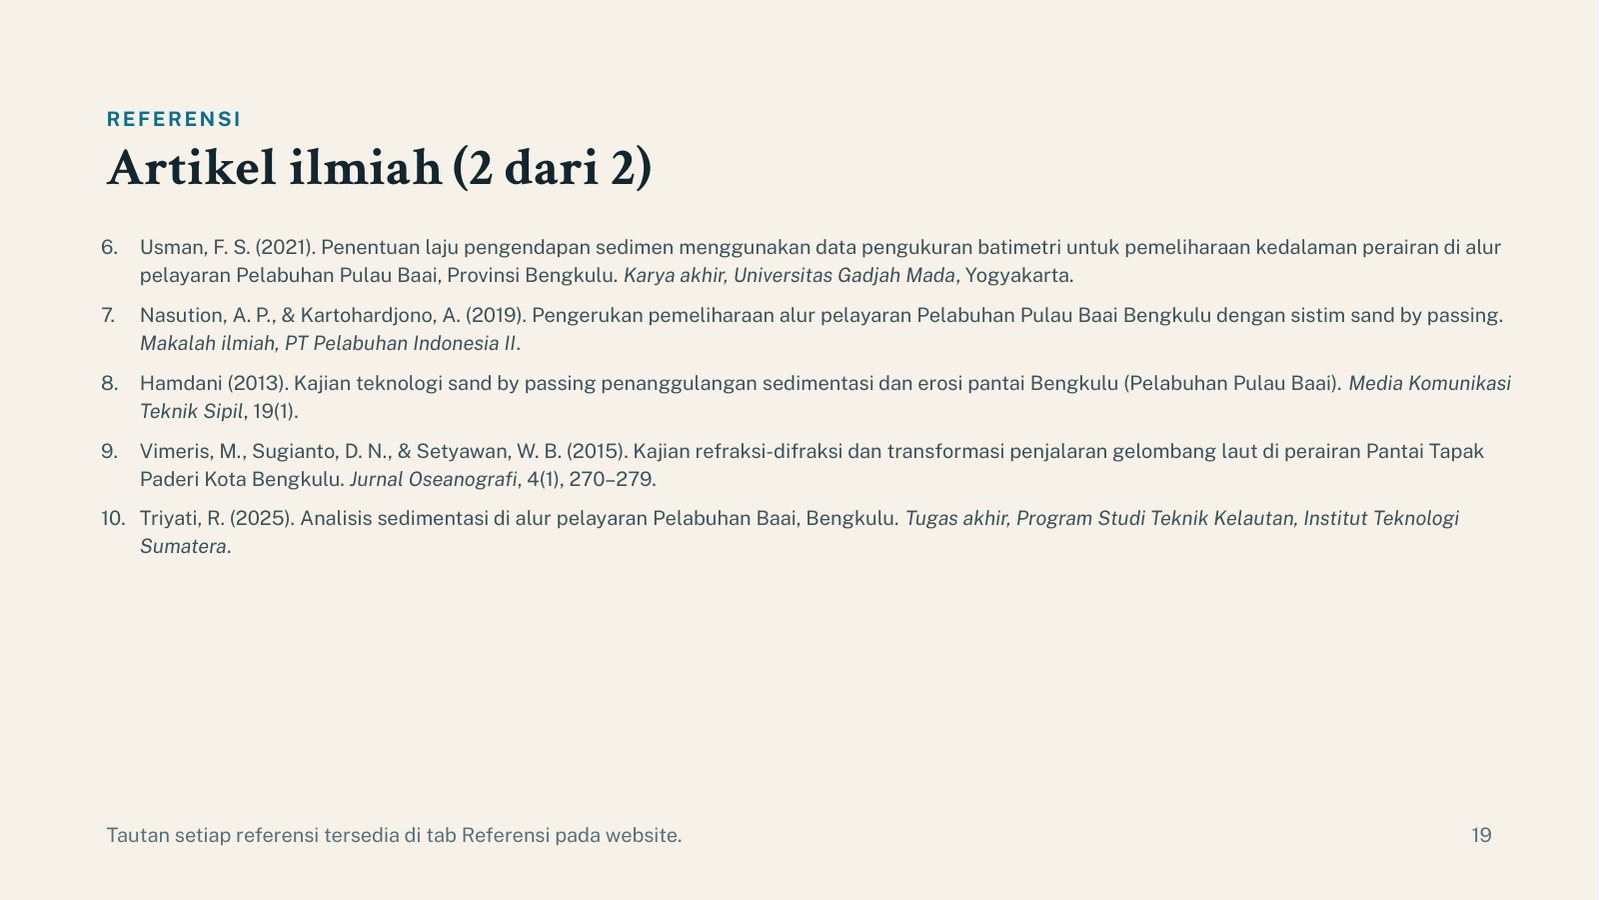 REFERENSI
Artikel ilmiah (2 dari 2)
6. Usman, F. S. (2021). Penentuan laju pengendapan sedimen menggunakan data pengukuran batimetri untuk pemeliharaan kedalaman perairan di alur
pelayaran Pelabuhan Pulau Baai, Provinsi Bengkulu. Karya akhir, Universitas Gadjah Mada, Yogyakarta.
7. Nasution, A. P., & Kartohardjono, A. (2019). Pengerukan pemeliharaan alur pelayaran Pelabuhan Pulau Baai Bengkulu dengan sistim sand by passing.
Makalah ilmiah, PT Pelabuhan Indonesia II.
8. Hamdani (2013). Kajian teknologi sand by passing penanggulangan sedimentasi dan erosi pantai Bengkulu (Pelabuhan Pulau Baai). Media Komunikasi
Teknik Sipil, 19(1).
9. Vimeris, M., Sugianto, D. N., & Setyawan, W. B. (2015). Kajian refraksi-difraksi dan transformasi penjalaran gelombang laut di perairan Pantai Tapak
Paderi Kota Bengkulu. Jurnal Oseanografi, 4(1), 270–279.
10. Triyati, R. (2025). Analisis sedimentasi di alur pelayaran Pelabuhan Baai, Bengkulu. Tugas akhir, Program Studi Teknik Kelautan, Institut Teknologi
Sumatera.
Tautan setiap referensi tersedia di tab Referensi pada website.
19